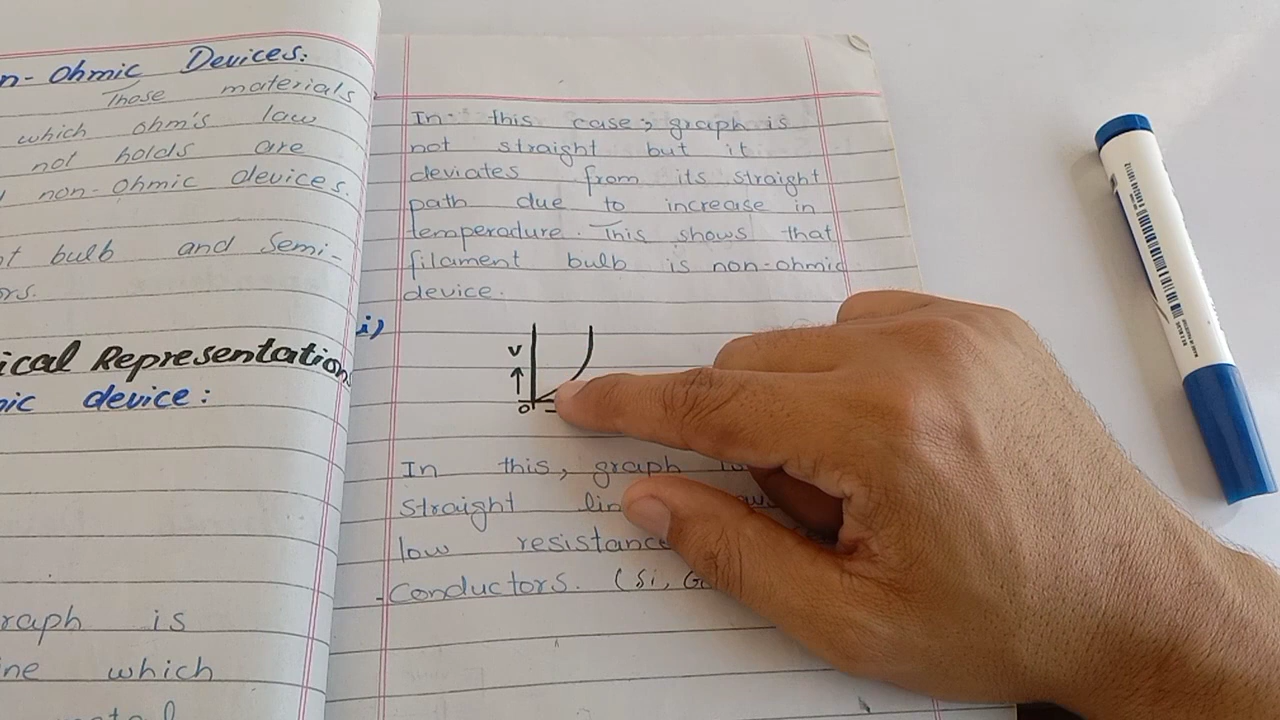 n-Ohmic Devices:
Those materials
which ohm's law
not holds are
non-Ohmic devices.
bulb and Semi-
ors.
ical Representation
ic device:
raph is
ne which
In this case, graph is
not straight but it
deviates from its straight
path due to increase in
temperadure. This shows that
filament bulb is non-ohmic
device.
i)
V
O
In this, graph
straight
low resistance
Conductors. (Si,